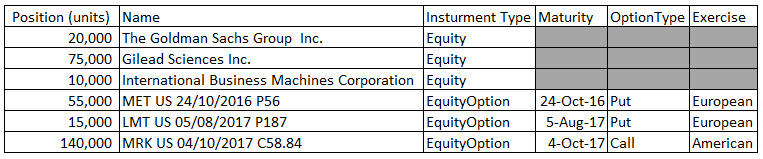 Position (units) Name Insturment Type Maturity OptionType Exercise
20,000 The Goldman Sachs Group Inc. Equity
75,000 Gilead Sciences Inc. Equity
10,000 International Business Machines Corporation Equity
55,000 MET US 24/10/2016 P56 EquityOption 24-Oct-16 Put European
15,000 LMT US 05/08/2017 P187 EquityOption 5-Aug-17 Put European
140,000 MRK US 04/10/2017 C58.84 EquityOption 4-Oct-17 Call American